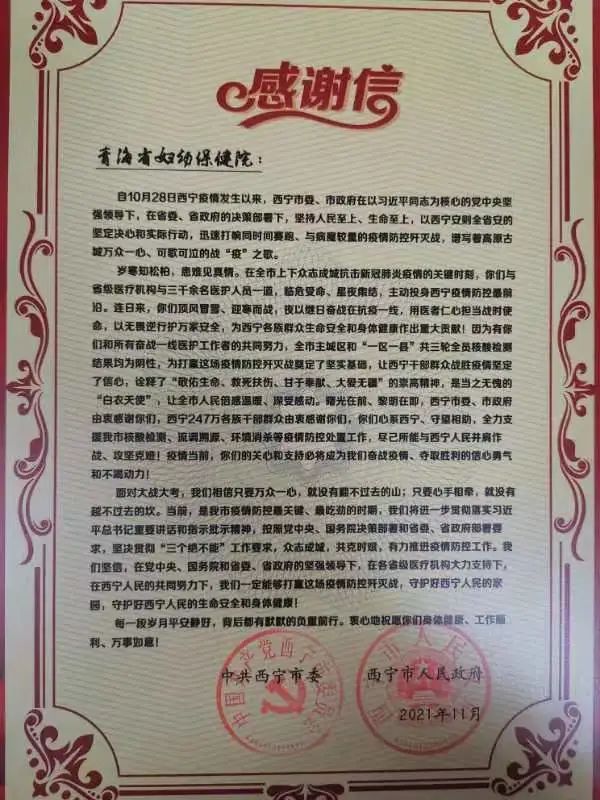 感谢信
青海省妇幼保健院：
自10月28日西宁疫情发生以来，西宁市委、市政府在以习近平同志为核心的党中央坚
强领导下，在省委、省政府的决策部署下，坚持人民至上、生命至上，以西宁安则全省安的
坚定决心和实际行动，迅速打响同时间赛跑、与病魔较量的疫情防控歼灭战，谱写着高原古
城万众一心、可歌可泣的战“疫”之歌。
岁寒知松柏，患难见真情。在全市上下众志成城抗击新冠肺炎疫情的关键时刻，你们与
省级医疗机构与三千余名医护人员一道，临危受命、星夜集结，主动投身西宁疫情防控最前
沿。连日来，你们顶风冒雪、迎寒而战，夜以继日奋战在抗疫一线，用医者仁心担当战时使
命，以无畏逆行护万家安全，为西宁各族群众生命安全和身体健康作出重大贡献！因为有你
们和所有奋战一线医护工作者的共同努力，全市主城区和“一区一县”共三轮全员核酸检测
结果均为阴性，为打赢这场疫情防控歼灭战奠定了坚实基础，让西宁干部群众战胜疫情坚定
了信心，诠释了“敬佑生命、救死扶伤、甘于奉献、大爱无疆”的崇高精神，是当之无愧的
“白衣天使”，让全市人民倍感温暖、深受感动。曙光在前、黎明在即，西宁市委、市政府
由衷感谢你们，西宁247万各族干部群众由衷感谢你们，你们心系西宁、守望相助，全力支
援我市核酸检测、流调溯源、环境消杀等疫情防控处置工作，尽己所能与西宁人民并肩作
战、攻坚克难！疫情当前，你们的关心和支持必将成为我们奋战疫情、夺取胜利的信心勇气
和不竭动力！
面对大战大考，我们相信只要万众一心，就没有翻不过去的山；只要心手相牵，就没有
越不过去的坎。当前，是我市疫情防控最关键、最吃劲的时期，我们将进一步贯彻落实习近
平总书记重要讲话和指示批示精神，按照党中央、国务院决策部署和省委、省政府部署要
求，坚决贯彻“三个绝不能”工作要求，众志成城，共克时艰，有力推进疫情防控工作。我
们坚信，在党中央、国务院和省委、省政府的坚强领导下，在各省级医疗机构大力支持下，
在西宁人民的共同努力下，我们一定能够打赢这场疫情防控歼灭战，守护好西宁人民的家
园，守护好西宁人民的生命安全和身体健康！
每一段岁月平安静好，背后都有默默的负重前行。衷心地祝愿你们身体健康、工作顺
利、万事如意！
中共西宁市委
西宁市人民政府
2021年11月
中国共产党西宁市委员会